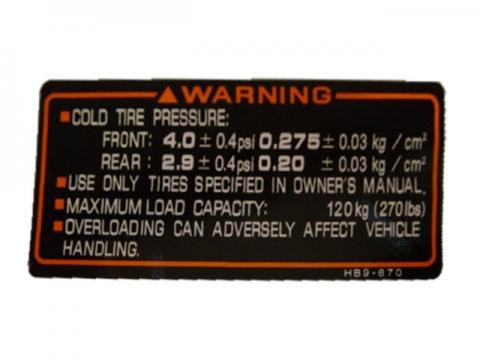 ▲WARNING
■COLD TIRE PRESSURE:
FRONT: 4.0 ± 0.4psi 0.275 ± 0.03 kg / cm²
REAR : 2.9 ± 0.4psi 0.20 ± 0.03 kg / cm²
■USE ONLY TIRES SPECIFIED IN OWNER'S MANUAL.
■MAXIMUM LOAD CAPACITY: 120kg (270lbs)
■OVERLOADING CAN ADVERSELY AFFECT VEHICLE
HANDLING.
HB9-670